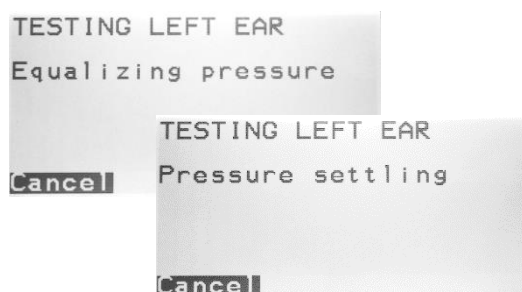 TESTING LEFT EAR
Equalizing pressure
Cancel
TESTING LEFT EAR
Pressure settling
Cancel